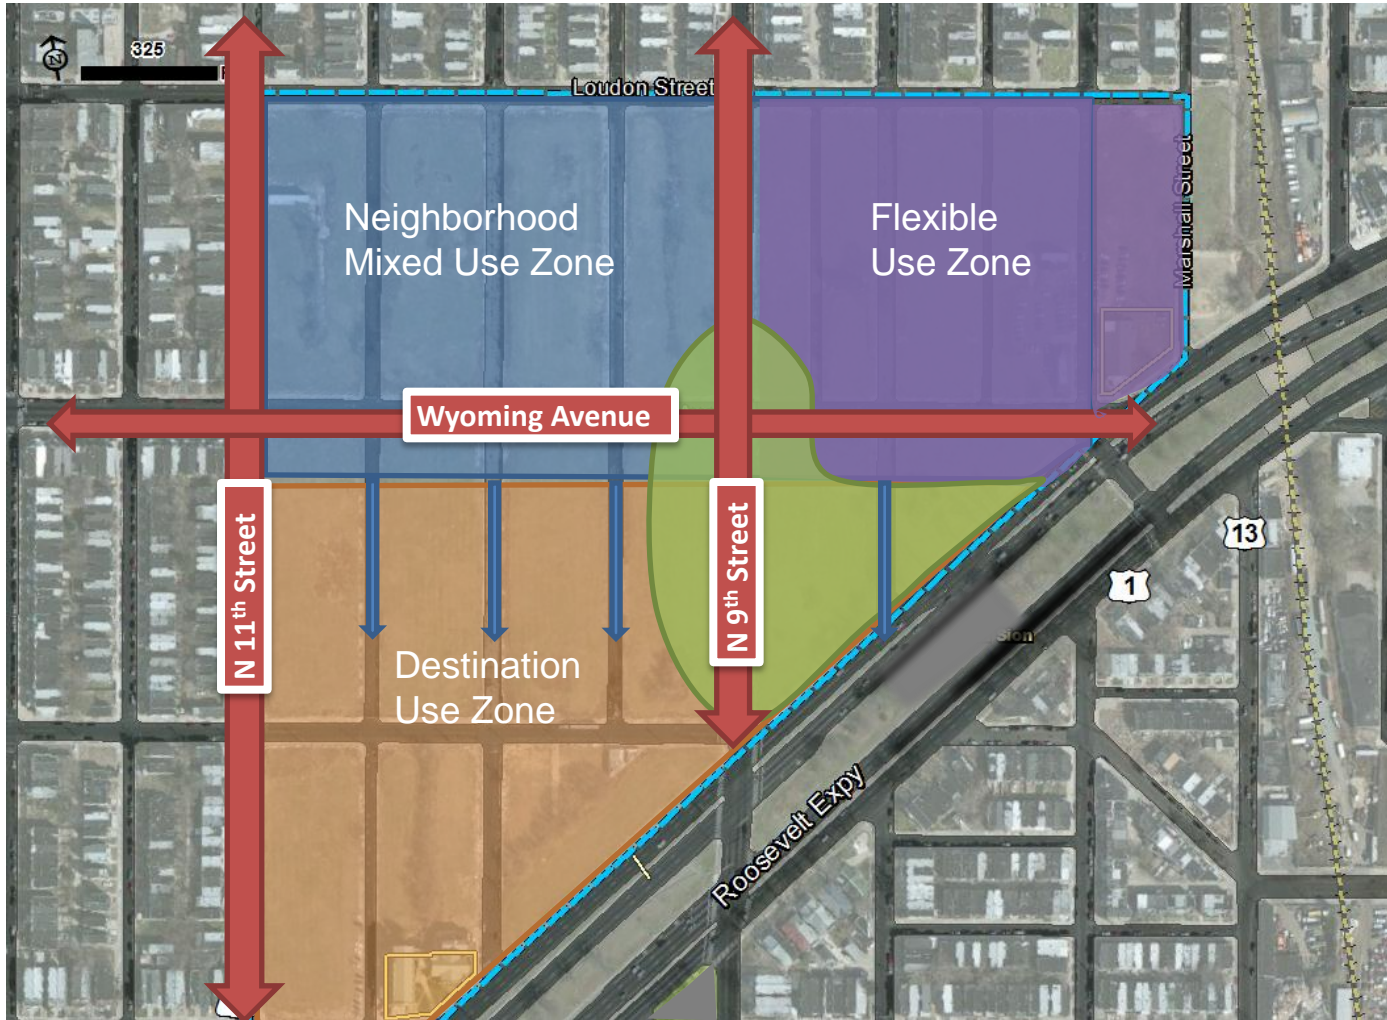 N
325
Loudon Street
Marshall Street
Neighborhood
Mixed Use Zone
Flexible
Use Zone
Wyoming Avenue
N 11th Street
N 9th Street
13
1
Destination
Use Zone
Roosevelt Expy